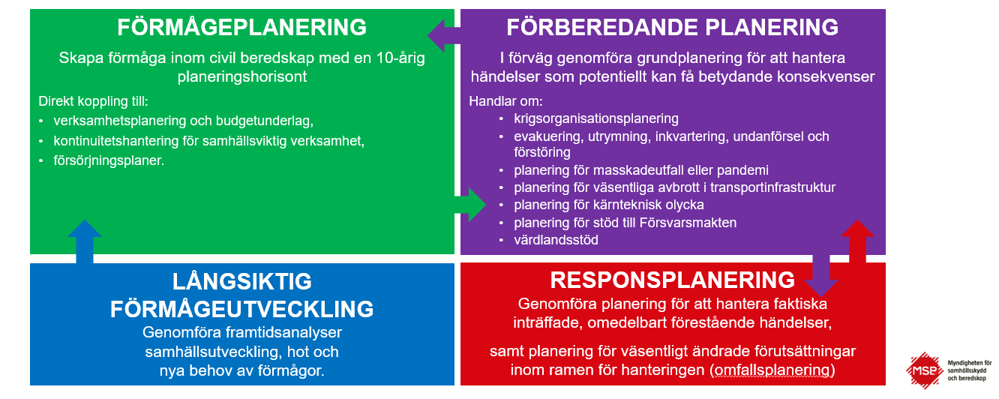 FÖRMÅGEPLANERING
Skapa förmåga inom civil beredskap med en 10-årig
planeringshorisont
Direkt koppling till:
• verksamhetsplanering och budgetunderlag,
• kontinuitetshantering för samhällsviktig verksamhet,
• försörjningsplaner.
FÖRBEREDANDE PLANERING
I förväg genomföra grundplanering för att hantera
händelser som potentiellt kan få betydande konsekvenser
Handlar om:
• krigsorganisationsplanering
• evakuering, utrymning, inkvartering, undanförsel och
förstöring
• planering för masskadeutfall eller pandemi
• planering för väsentliga avbrott i transportinfrastruktur
• planering för kärnteknisk olycka
• planering för stöd till Försvarsmakten
• värdlandsstöd
LÅNGSIKTIG
FÖRMÅGEUTVECKLING
Genomföra framtidsanalyser
samhällsutveckling, hot och
nya behov av förmågor.
RESPONSPLANERING
Genomföra planering för att hantera faktiska
inträffade, omedelbart förestående händelser,
samt planering för väsentligt ändrade förutsättningar
inom ramen för hanteringen (omfallsplanering)
MSB
Myndigheten för
samhällsskydd
och beredskap